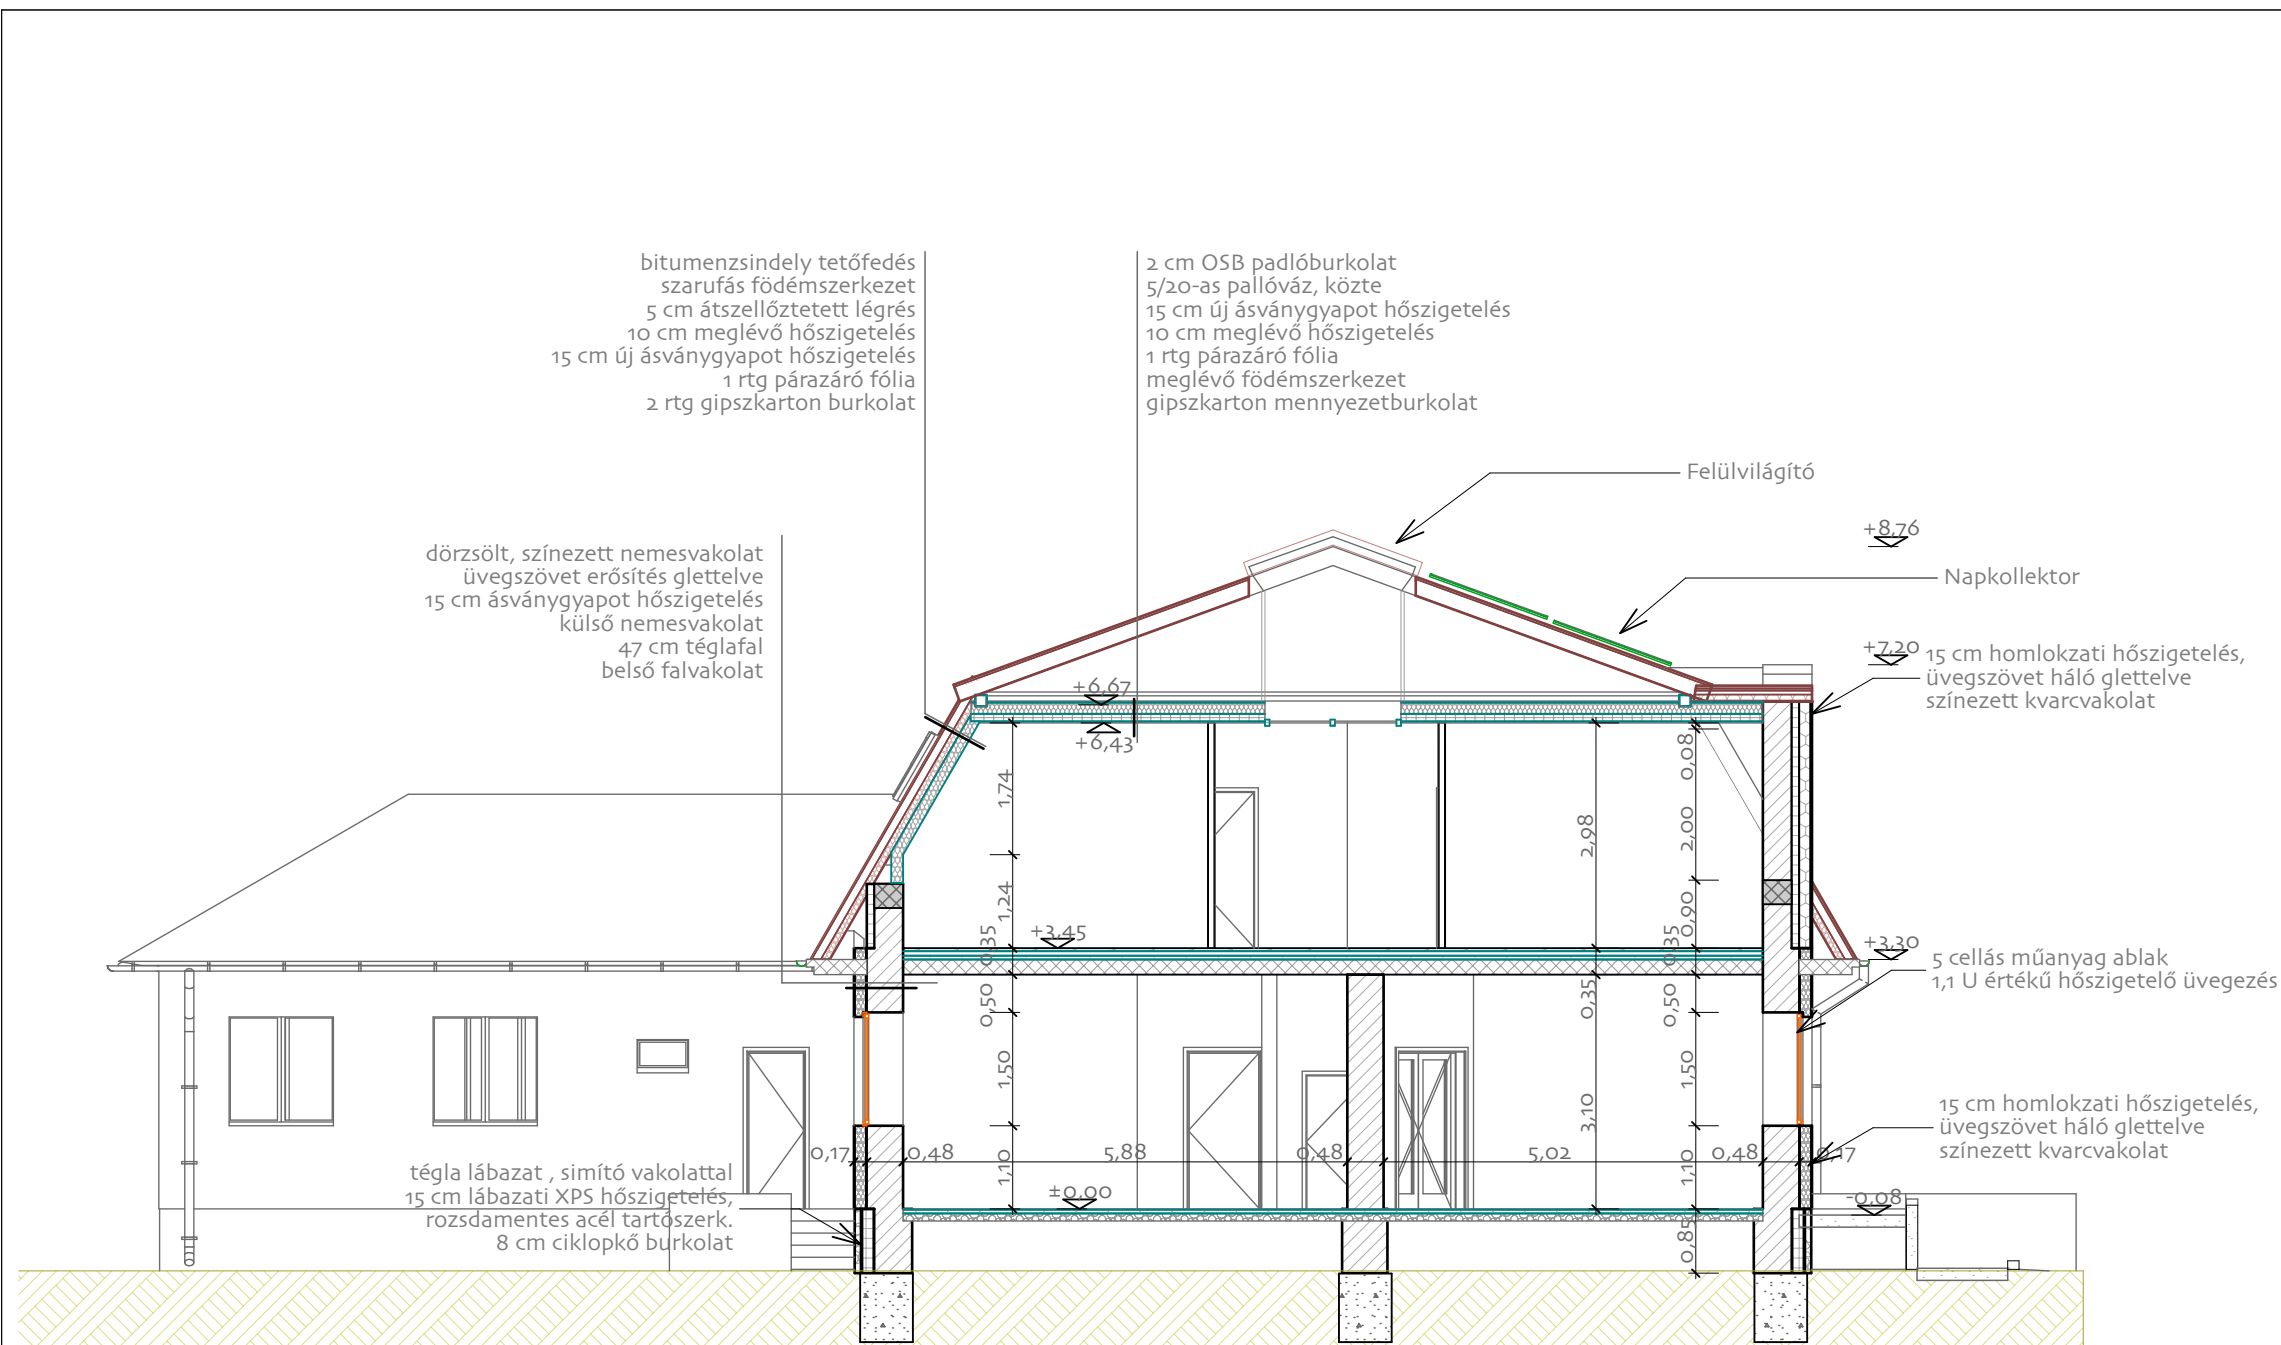 bitumenzsindely tetőfedés
szarufás födémszerkezet
5 cm átszellőztetett légrés
10 cm meglévő hőszigetelés
15 cm új ásványgyapot hőszigetelés
1 rtg párazáró fólia
2 rtg gipszkarton burkolat
2 cm OSB padlóburkolat
5/20-as pallóváz, közte
15 cm új ásványgyapot hőszigetelés
10 cm meglévő hőszigetelés
1 rtg párazáró fólia
meglévő födémszerkezet
gipszkarton mennyezetburkolat
Felülvilágító
+8,76
Napkollektor
dörzsölt, színezett nemesvakolat
üvegszövet erősítés glettelve
15 cm ásványgyapot hőszigetelés
külső nemesvakolat
47 cm téglafal
belső falvakolat
+7,20
15 cm homlokzati hőszigetelés,
üvegszövet háló glettelve
színezett kvarcvakolat
+6,67
+6,43
0,08
1,74
2,98
2,00
1,24
0,90
+3,45
0,35
0,35
+3,30
5 cellás műanyag ablak
1,1 U értékű hőszigetelő üvegezés
0,50
0,35
0,50
1,50
1,50
3,10
15 cm homlokzati hőszigetelés,
üvegszövet háló glettelve
színezett kvarcvakolat
0,17
0,48
5,88
0,48
5,02
0,48
0,17
1,10
1,10
tégla lábazat , simító vakolattal
15 cm lábazati XPS hőszigetelés,
rozsdamentes acél tartószerk.
8 cm ciklopkő burkolat
±0,00
-0,08
0,85